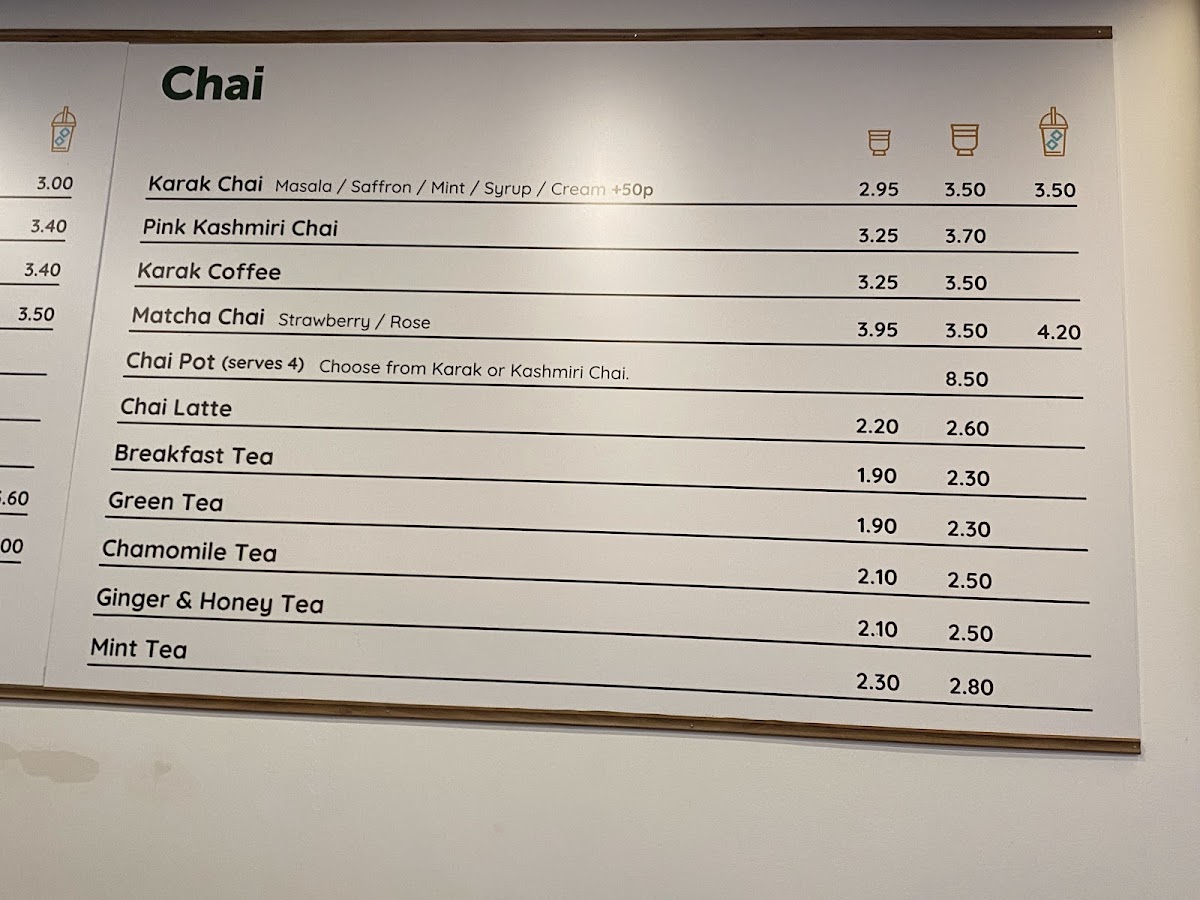 Chai
3.00
3.40
3.40
3.50
.60
00
Karak Chai Masala / Saffron / Mint / Syrup / Cream +50p 2.95 3.50 3.50
Pink Kashmiri Chai 3.25 3.70
Karak Coffee 3.25 3.50
Matcha Chai Strawberry / Rose 3.95 3.50 4.20
Chai Pot (serves 4) Choose from Karak or Kashmiri Chai. 8.50
Chai Latte 2.20 2.60
Breakfast Tea 1.90 2.30
Green Tea 1.90 2.30
Chamomile Tea 2.10 2.50
Ginger & Honey Tea 2.10 2.50
Mint Tea 2.30 2.80